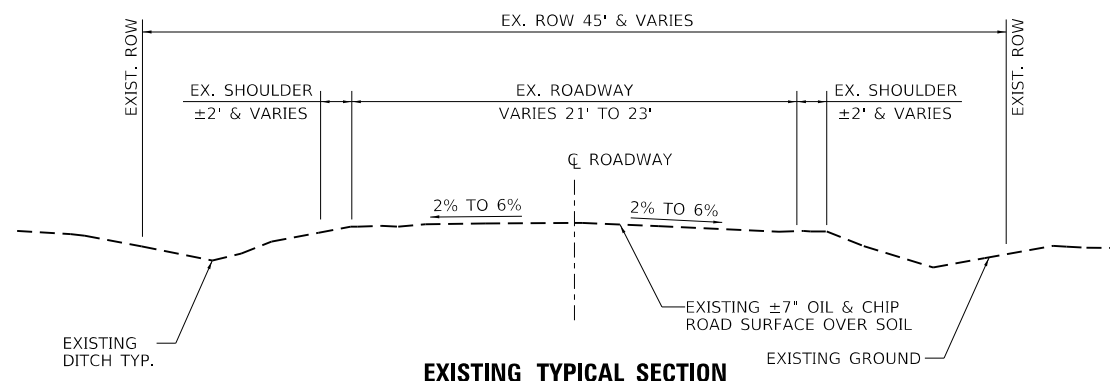 EX. ROW 45' & VARIES
EXIST. ROW
EXIST. ROW
EX. SHOULDER
±2' & VARIES
EX. ROADWAY
VARIES 21' TO 23'
EX. SHOULDER
±2' & VARIES
℄ ROADWAY
2% TO 6%
2% TO 6%
EXISTING ±7" OIL & CHIP
ROAD SURFACE OVER SOIL
EXISTING
DITCH TYP.
EXISTING GROUND
EXISTING TYPICAL SECTION